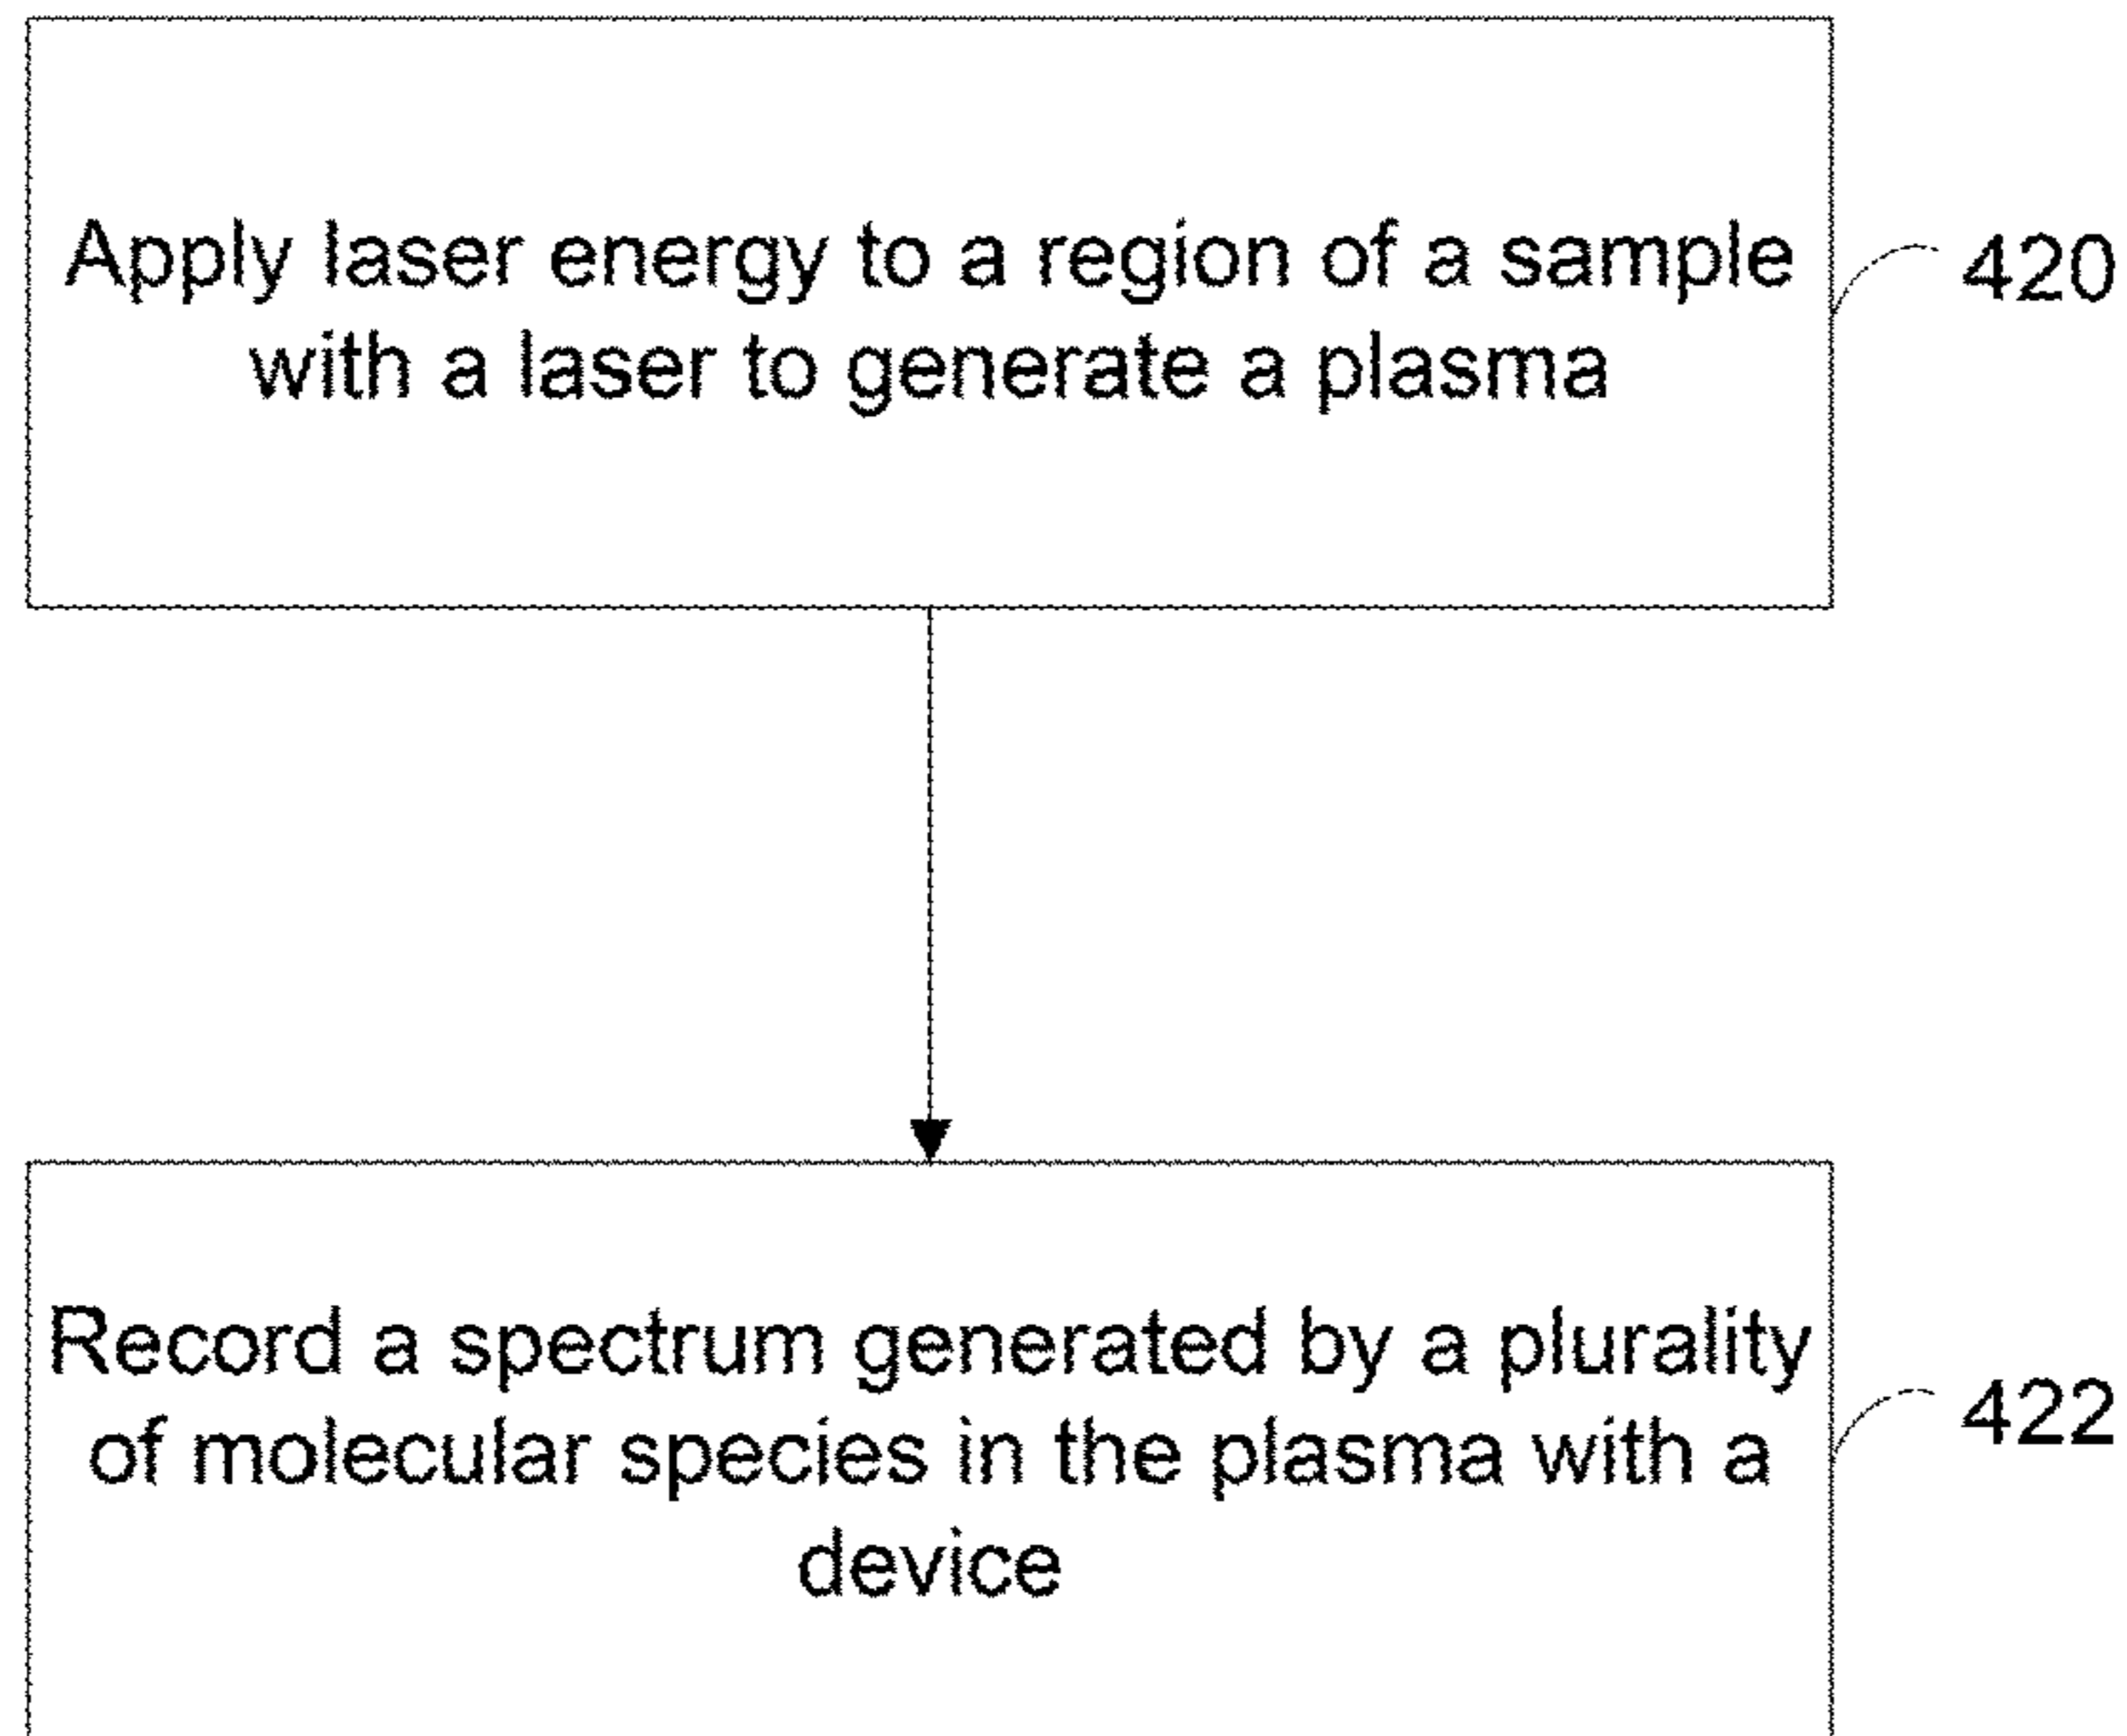 Apply laser energy to a region of a sample
with a laser to generate a plasma
420
Record a spectrum generated by a plurality
of molecular species in the plasma with a
device
422